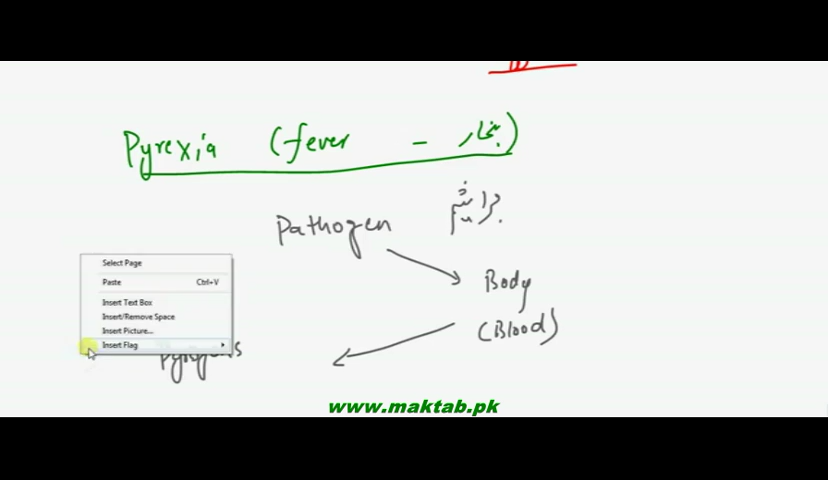 Pyrexia (fever - بخار)
Pathogen جراثیم
Body
(Blood)
Select Page
Paste Ctrl+V
Insert Text Box
Insert/Remove Space
Insert Picture...
Insert Flag
Pyrogens
www.maktab.pk